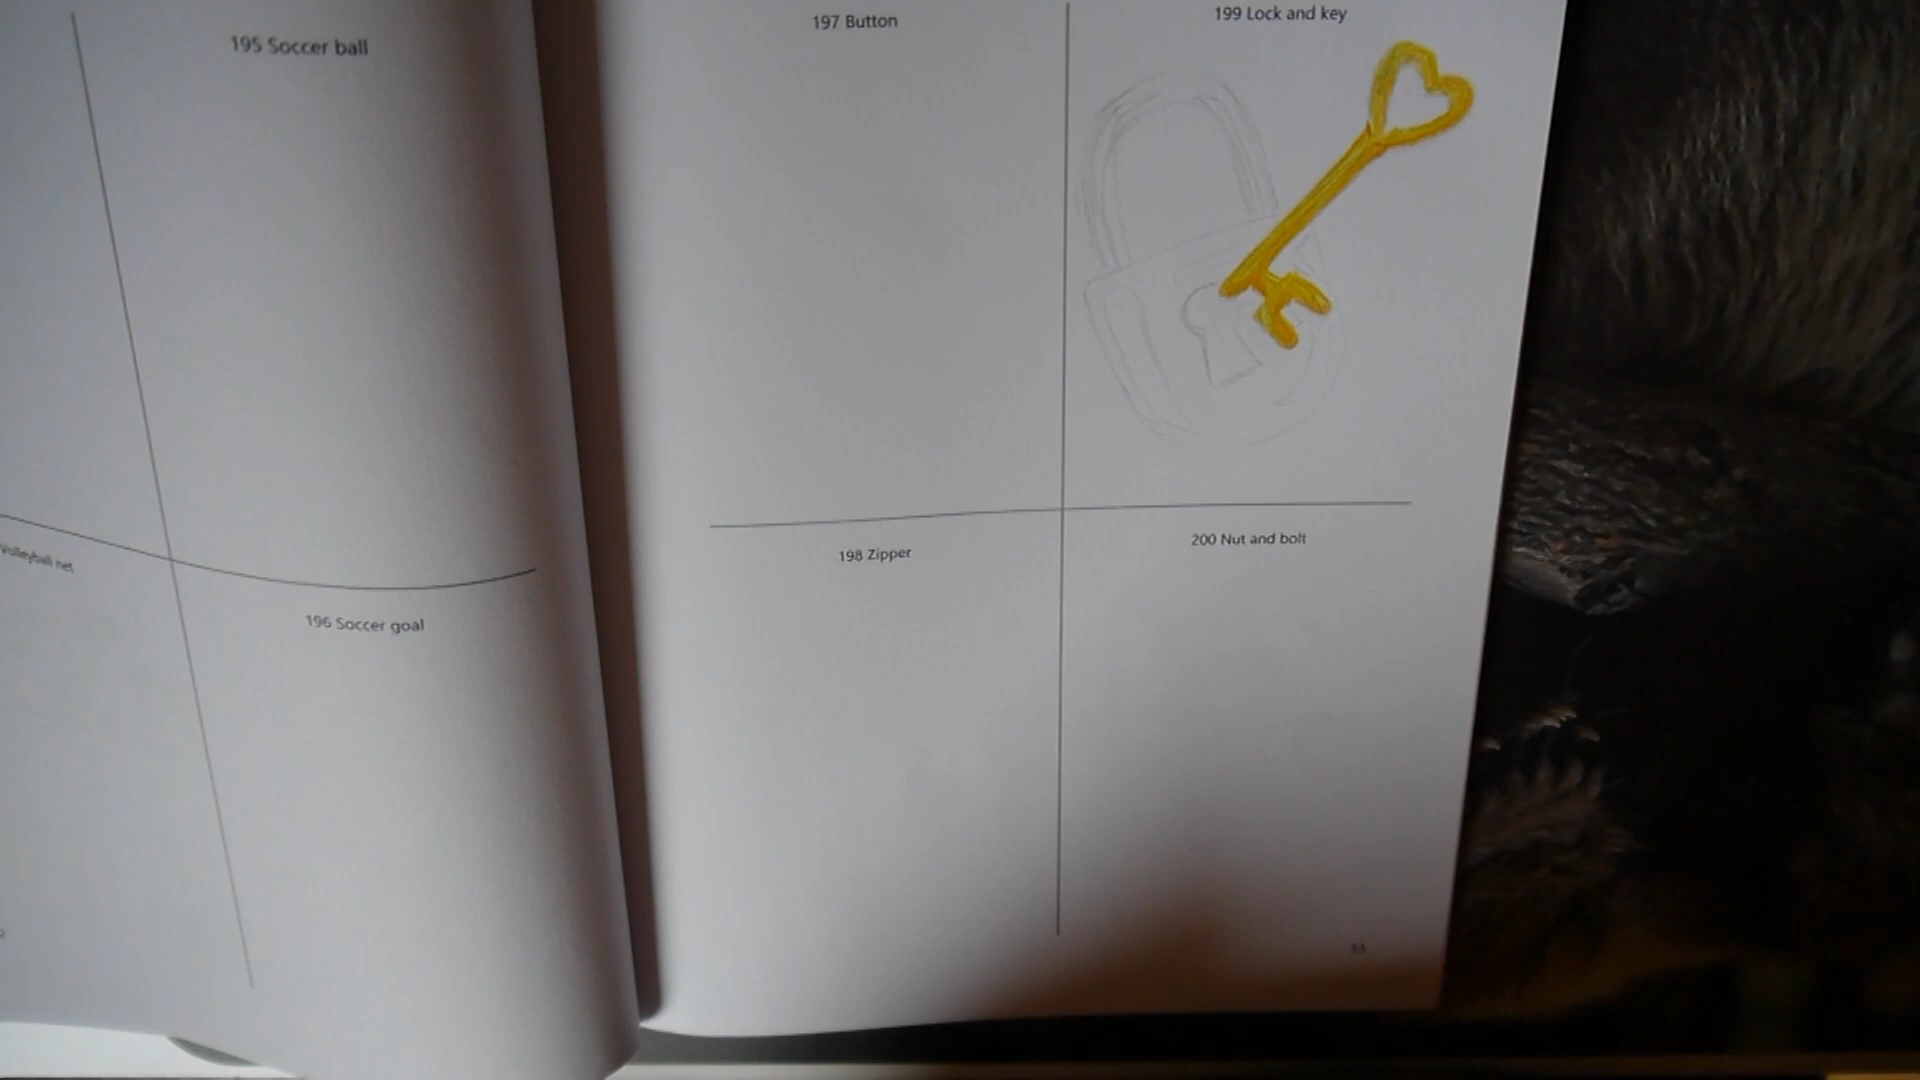 195 Soccer ball
Volleyball net
196 Soccer goal
197 Button
199 Lock and key
198 Zipper
200 Nut and bolt
53